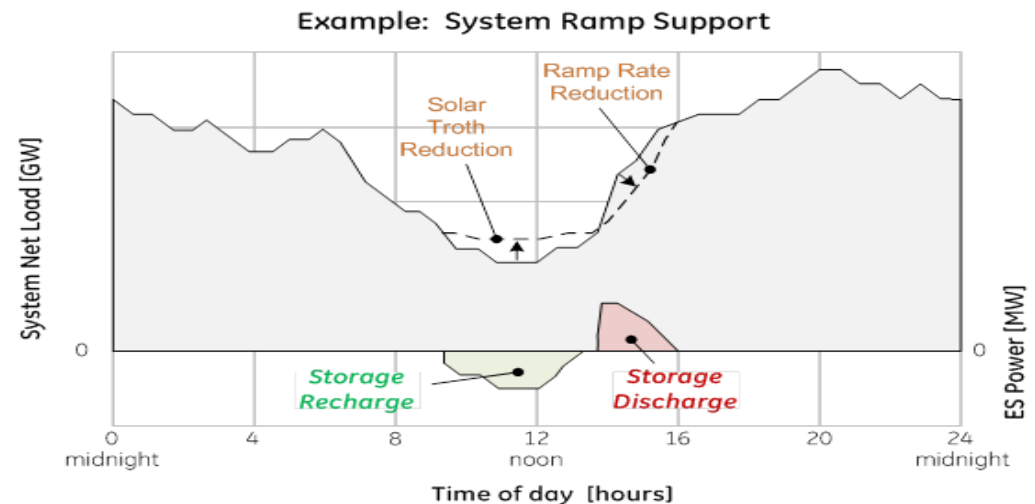 Example: System Ramp Support
Ramp Rate
Reduction
Solar
Troth
Reduction
System Net Load [GW]
0
0
ES Power [MW]
Storage
Recharge
Storage
Discharge
0 4 8 12 16 20 24
midnight noon midnight
Time of day [hours]